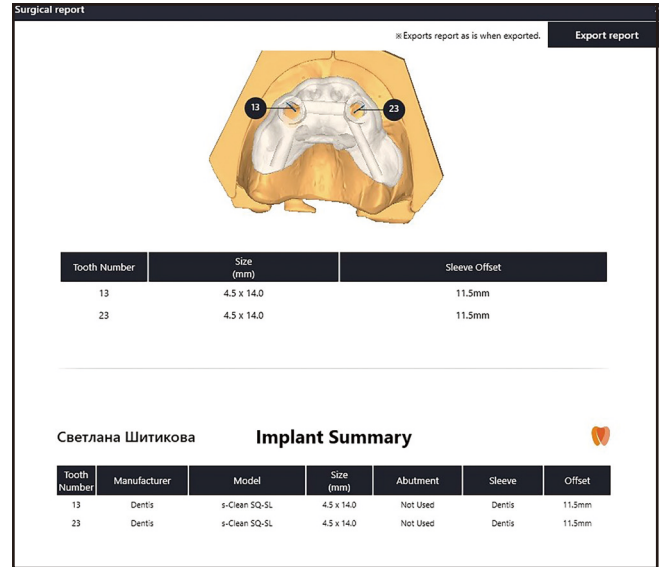 Surgical report
※Exports report as is when exported.
Export report
13
23
Tooth Number Size (mm) Sleeve Offset
13 4.5 x 14.0 11.5mm
23 4.5 x 14.0 11.5mm
Светлана Шитикова Implant Summary
Tooth Number Manufacturer Model Size (mm) Abutment Sleeve Offset
13 Dentis s-Clean SQ-SL 4.5 x 14.0 Not Used Dentis 11.5mm
23 Dentis s-Clean SQ-SL 4.5 x 14.0 Not Used Dentis 11.5mm